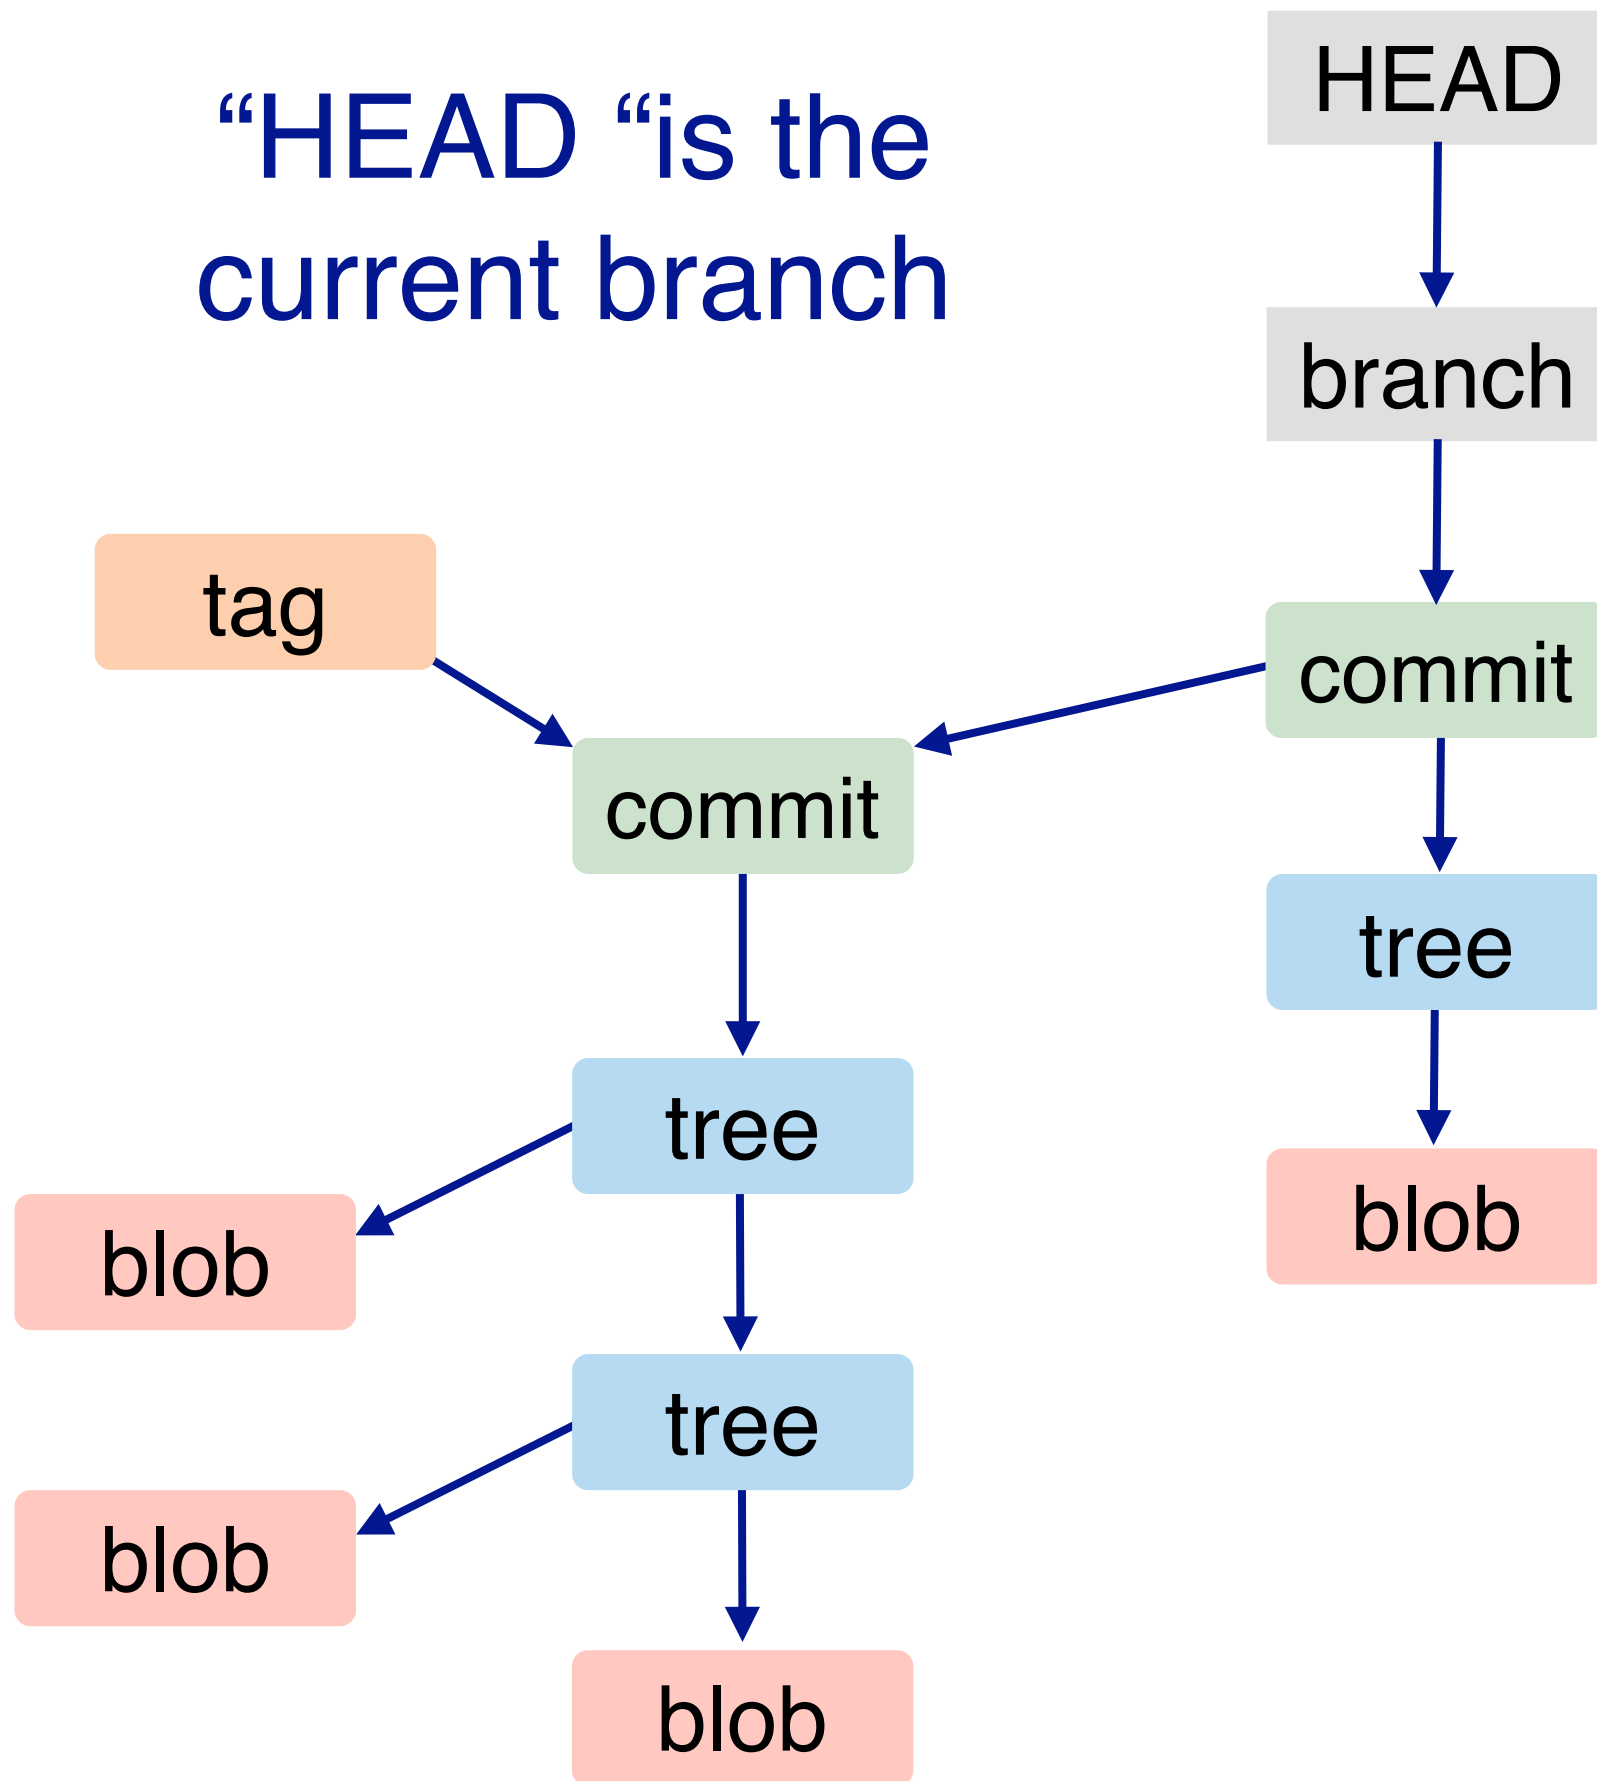 “HEAD “is the
current branch
HEAD
branch
tag
commit
commit
tree
tree
blob
blob
tree
blob
blob